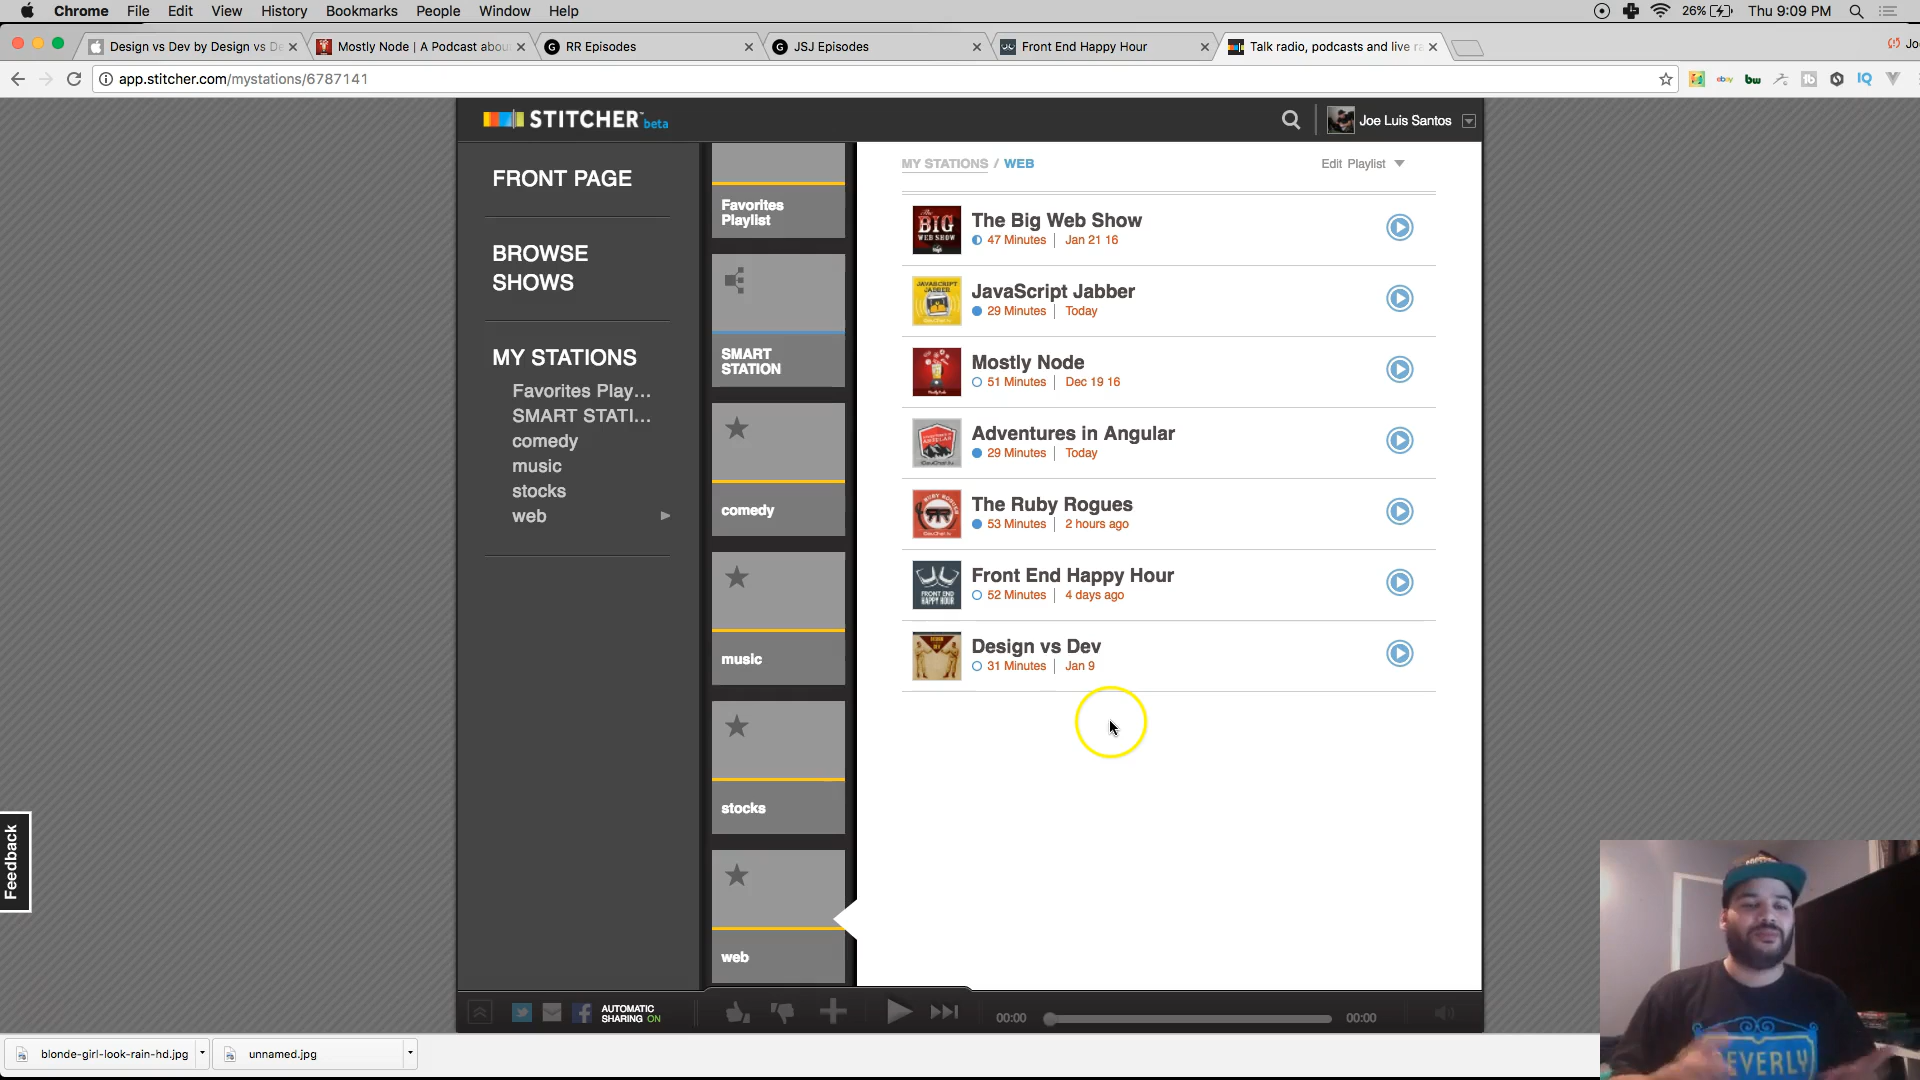 Chrome File Edit View History Bookmarks People Window Help
26% Thu 9:09 PM
Design vs Dev by Design vs De
Mostly Node | A Podcast abou
RR Episodes
JSJ Episodes
Front End Happy Hour
Talk radio, podcasts and live ra
Jo
app.stitcher.com/mystations/6787141
ebay
bw
IQ
STITCHER beta
Joe Luis Santos
FRONT PAGE
BROWSE
SHOWS
MY STATIONS
Favorites Play...
SMART STATI...
comedy
music
stocks
web
Favorites
Playlist
SMART
STATION
comedy
music
stocks
web
MY STATIONS / WEB
Edit Playlist
The Big Web Show
47 Minutes | Jan 21 16
JavaScript Jabber
29 Minutes | Today
Mostly Node
51 Minutes | Dec 19 16
Adventures in Angular
29 Minutes | Today
The Ruby Rogues
53 Minutes | 2 hours ago
Front End Happy Hour
52 Minutes | 4 days ago
Design vs Dev
31 Minutes | Jan 9
Feedback
AUTOMATIC
SHARING ON
00:00
00:00
blonde-girl-look-rain-hd.jpg
unnamed.jpg
BEVERLY